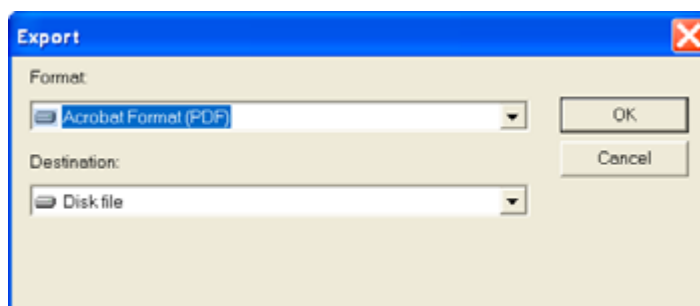 Export
Format:
Acrobat Format (PDF)
OK
Destination:
Cancel
Disk file